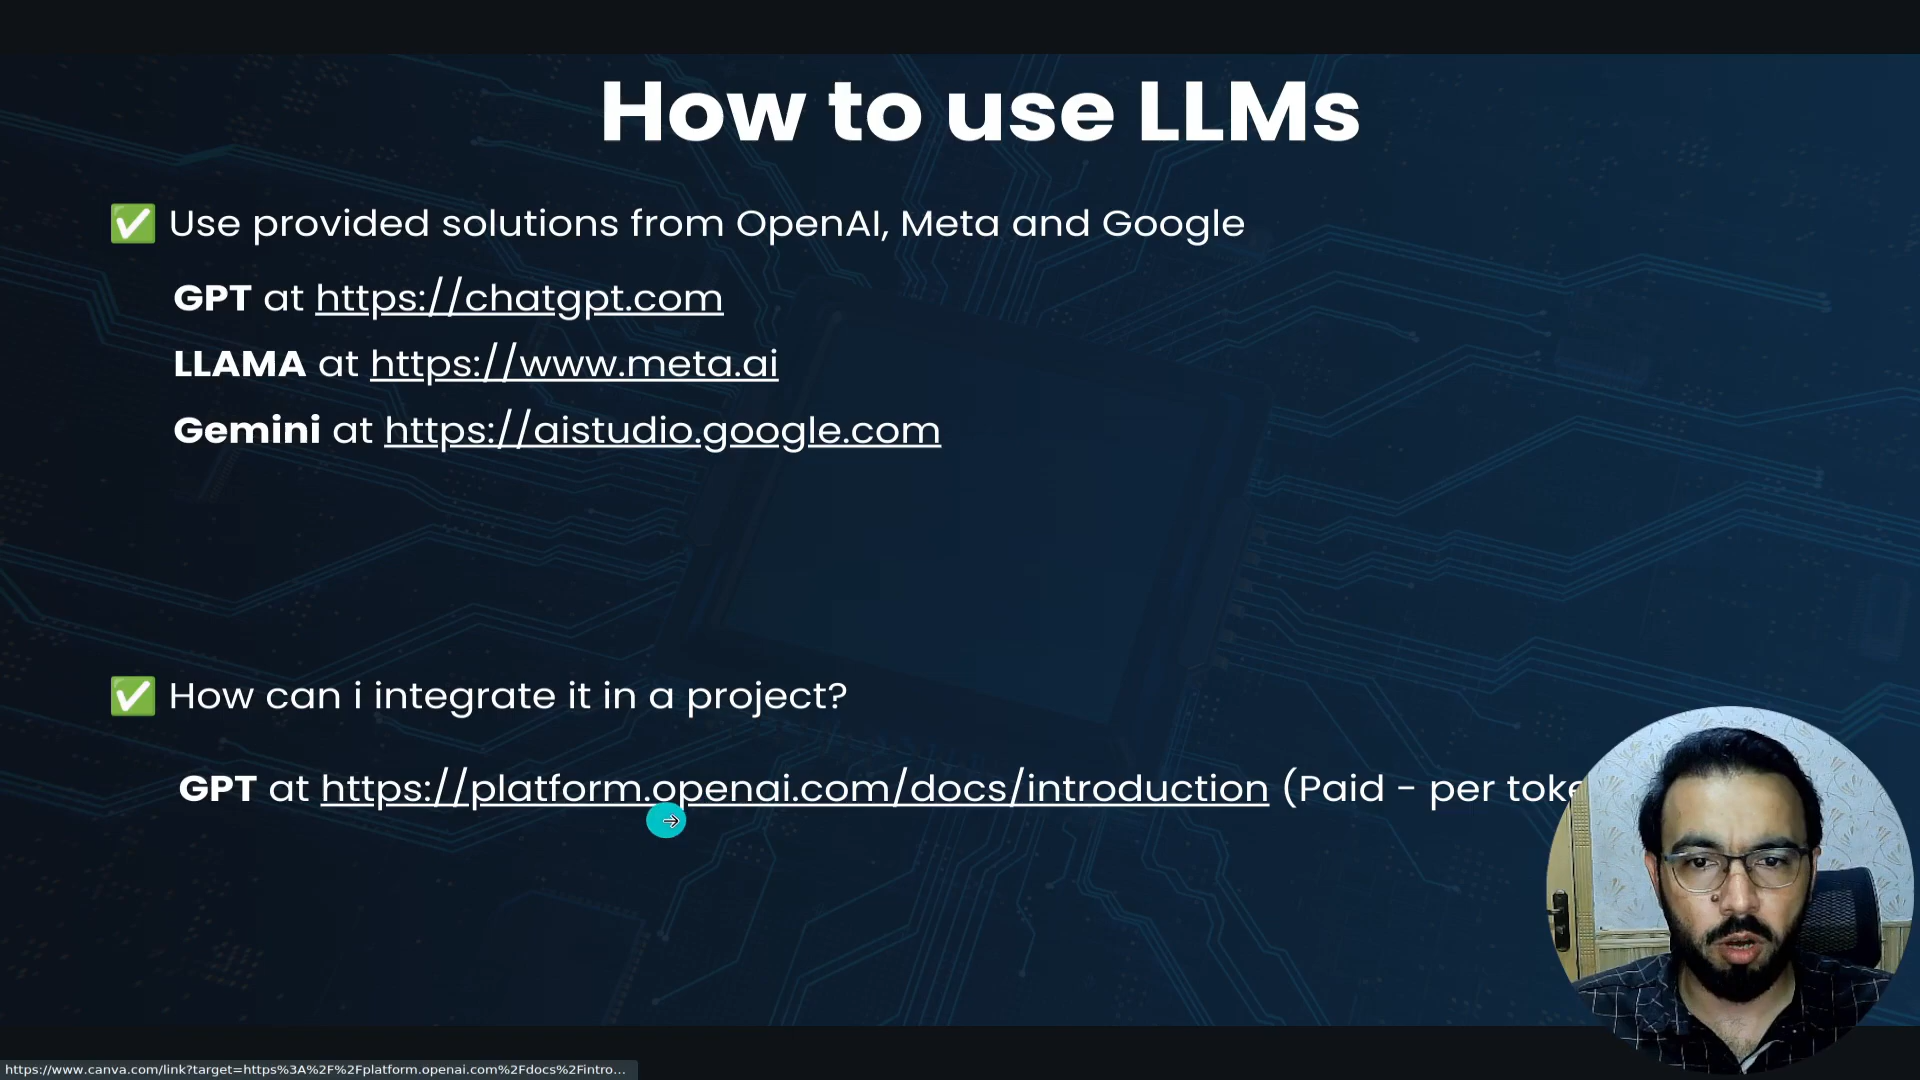 How to use LLMs
✅ Use provided solutions from OpenAI, Meta and Google
GPT at https://chatgpt.com
LLAMA at https://www.meta.ai
Gemini at https://aistudio.google.com
✅ How can i integrate it in a project?
GPT at https://platform.openai.com/docs/introduction (Paid - per toke
https://www.canva.com/link?target=https%3A%2F%2Fplatform.openai.com%2Fdocs%2Fintro...